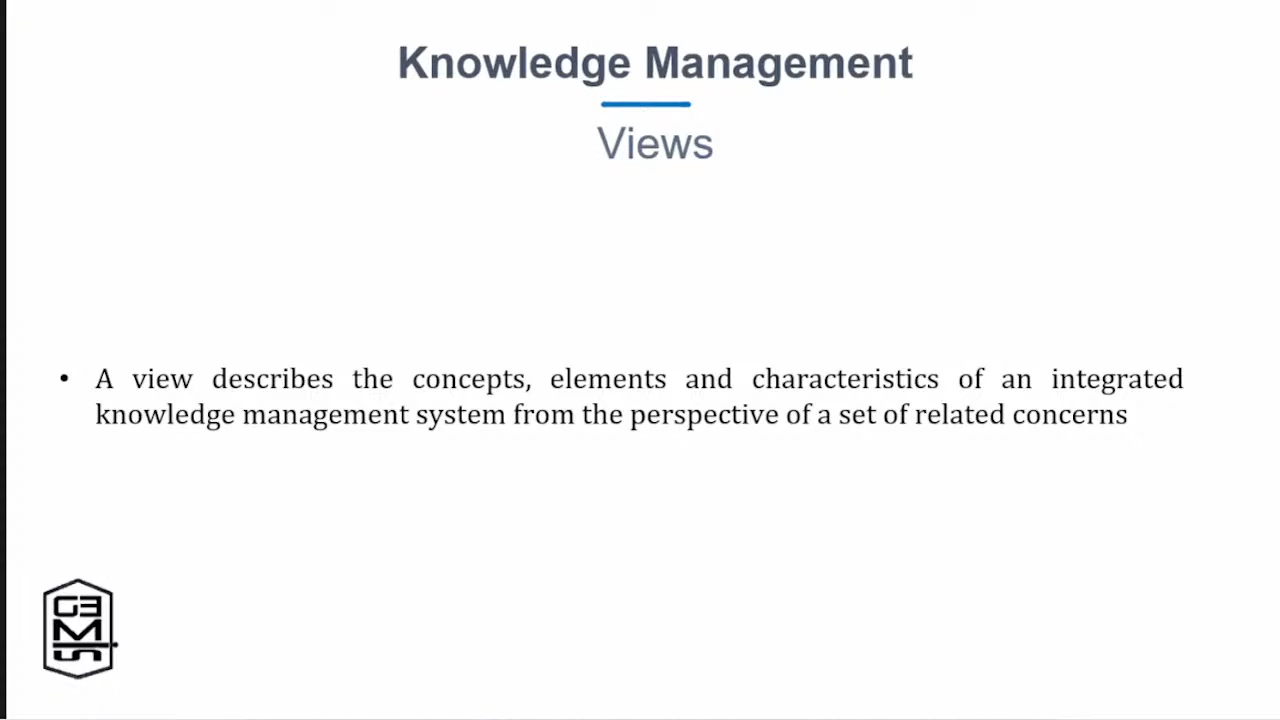 Knowledge Management
Views
• A view describes the concepts, elements and characteristics of an integrated
knowledge management system from the perspective of a set of related concerns